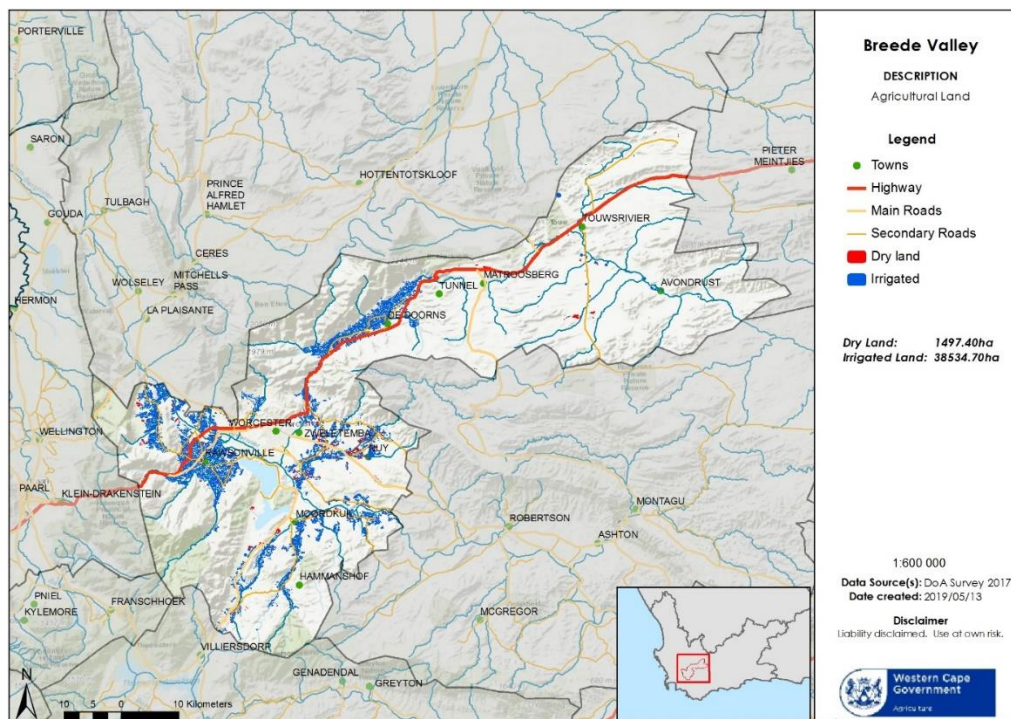 PORTERVILLE
SARON
GOUDA
TULBAGH
PRINCE
ALFRED
HAMLET
HOTTENTOTSKLOOF
PIETER
MEINTJIES
CERES
MITCHELLS
PASS
WOLSELEY
HERMON
LA PLAISANTE
TOUWSRIVIER
MATROOSBERG
TUNNEL
AVONDRUST
DE DOORNS
WELLINGTON
WORCESTER
ZWELETEMBA
RAWSONVILLE
NUY
PAARL
KLEIN-DRAKENSTEIN
MOORDKUIL
ROBERTSON
MONTAGU
ASHTON
HAMMANSHOF
PNIEL
KYLEMORE
FRANSCHHOEK
MCGREGOR
VILLIERSDORP
GENADENDAL
GREYTON
N
10 5 0 10 Kilometers
Breede Valley
DESCRIPTION
Agricultural Land
Legend
Towns
Highway
Main Roads
Secondary Roads
Dry land
Irrigated
Dry Land: 1497.40ha
Irrigated Land: 38534.70ha
1:600 000
Data Source(s): DoA Survey 2017
Date created: 2019/05/13
Disclaimer
Liability disclaimed. Use at own risk.
Western Cape
Government
Agriculture